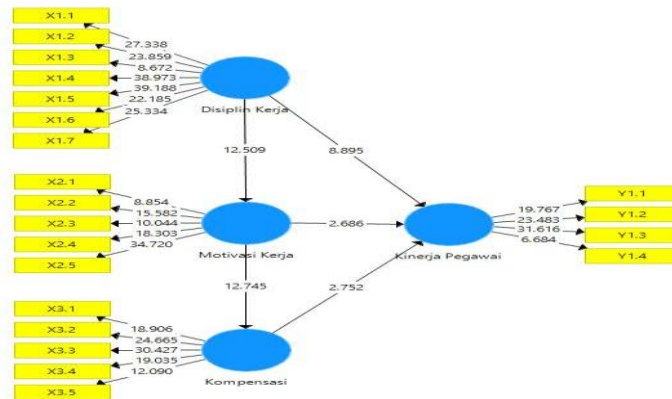 X1.1
X1.2
X1.3
X1.4
X1.5
X1.6
X1.7
27.338
23.859
8.672
38.973
39.188
22.185
25.334
Disiplin Kerja
12.509
8.895
X2.1
X2.2
X2.3
X2.4
X2.5
8.854
15.582
10.044
18.303
34.720
Motivasi Kerja
2.686
Kinerja Pegawai
19.767
23.483
31.616
6.684
Y1.1
Y1.2
Y1.3
Y1.4
12.745
2.752
X3.1
X3.2
X3.3
X3.4
X3.5
18.906
24.665
30.427
19.035
12.090
Kompensasi